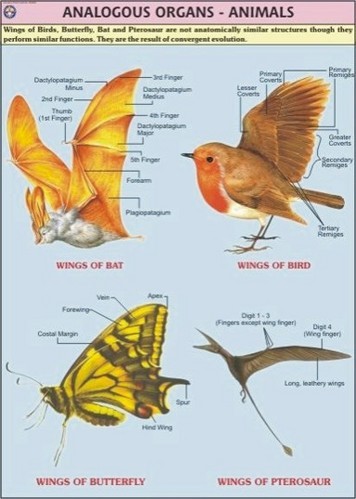 ANALOGOUS ORGANS - ANIMALS
Wings of Birds, Butterfly, Bat and Pterosaur are not anatomically similar structures though they
perform similar functions. They are the result of convergent evolution.
Dactylopatagium
Minus
2nd Finger
Thumb
(1st Finger)
3rd Finger
Dactylopatagium
Medius
4th Finger
Dactylopatagium
Major
5th Finger
Forearm
Plagiopatagium
WINGS OF BAT
Primary
Coverts
Lesser
Coverts
Primary
Remiges
Greater
Coverts
Secondary
Remiges
Tertiary
Remiges
WINGS OF BIRD
Vein
Apex
Forewing
Costal Margin
Spur
Hind Wing
WINGS OF BUTTERFLY
Digit 1 - 3
(Fingers except wing finger)
Digit 4
(Wing finger)
Long, leathery wings
WINGS OF PTEROSAUR